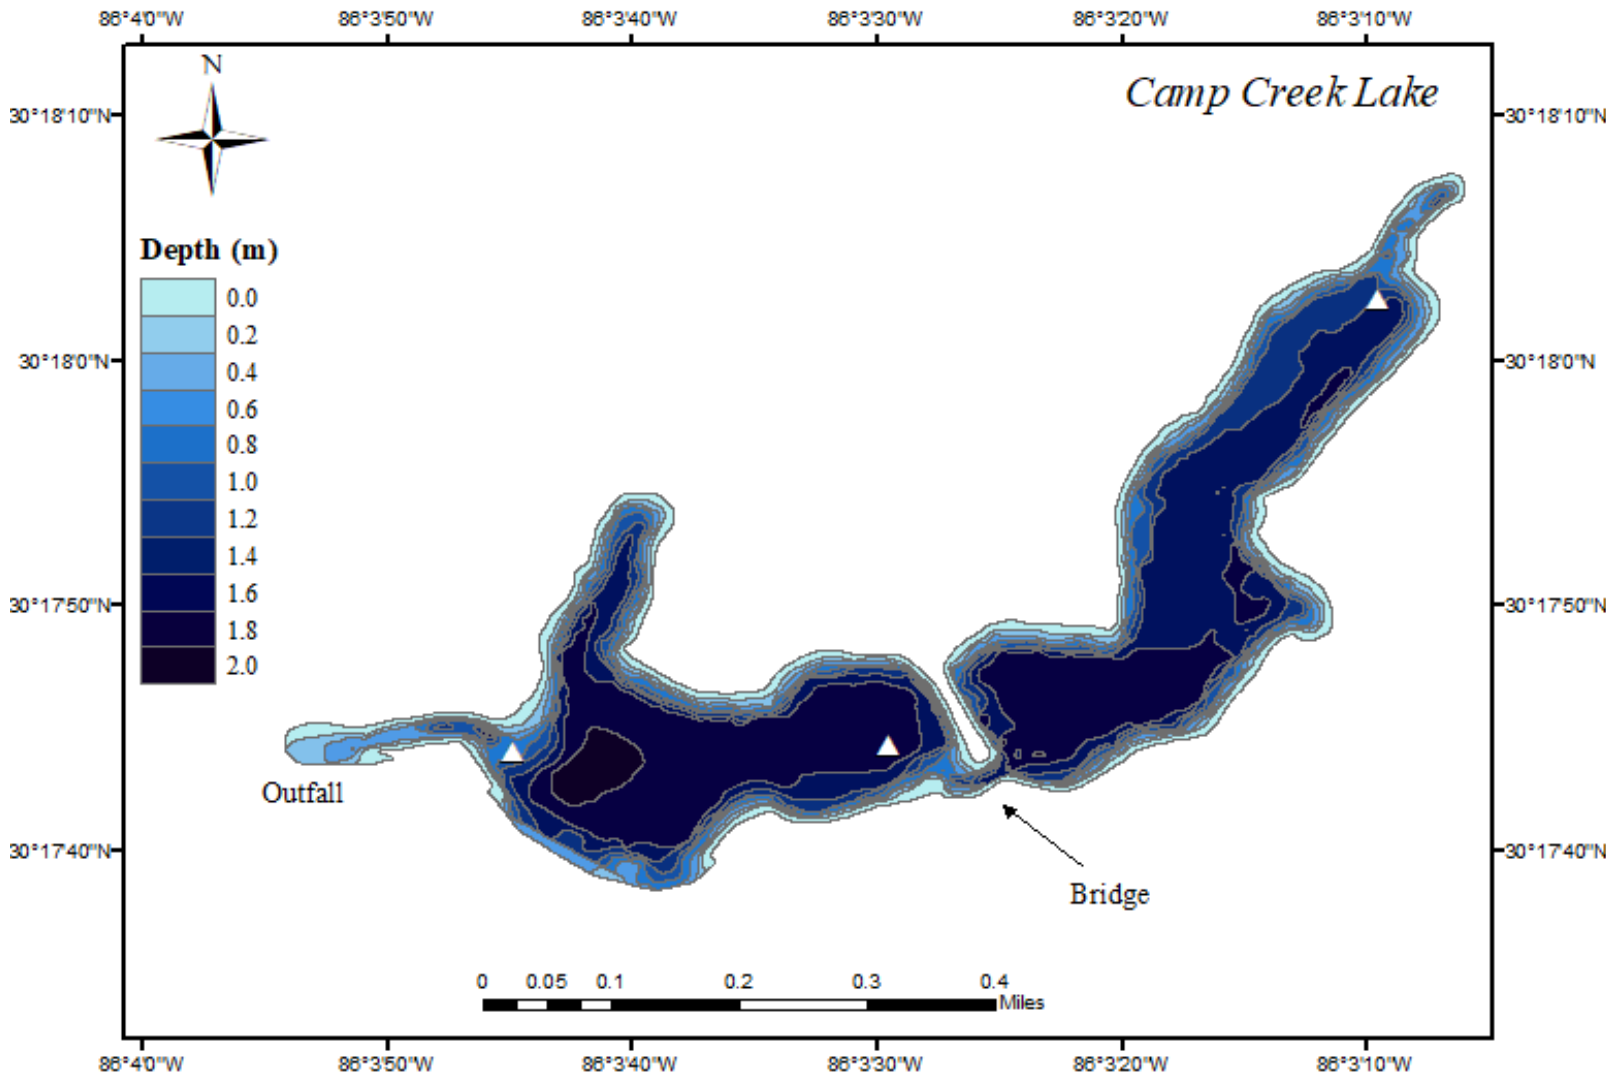 86°4'0"W 86°3'50"W 86°3'40"W 86°3'30"W 86°3'20"W 86°3'10"W
N
Camp Creek Lake
30°18'10"N 30°18'10"N
Depth (m)
0.0
0.2
30°18'0"N 30°18'0"N
0.4
0.6
0.8
1.0
1.2
1.4
1.6
30°17'50"N 30°17'50"N
1.8
2.0
Outfall
30°17'40"N 30°17'40"N
Bridge
0 0.05 0.1 0.2 0.3 0.4
Miles
86°4'0"W 86°3'50"W 86°3'40"W 86°3'30"W 86°3'20"W 86°3'10"W